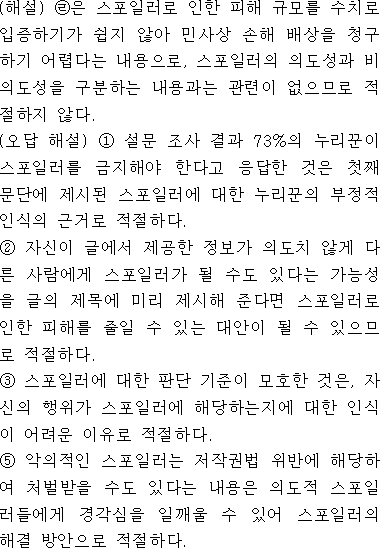 (해설) ㉣은 스포일러로 인한 피해 규모를 수치로
입증하기가 쉽지 않아 민사상 손해 배상을 청구
하기 어렵다는 내용으로, 스포일러의 의도성과 비
의도성을 구분하는 내용과는 관련이 없으므로 적
절하지 않다.
(오답 해설) ① 설문 조사 결과 73%의 누리꾼이
스포일러를 금지해야 한다고 응답한 것은 첫째
문단에 제시된 스포일러에 대한 누리꾼의 부정적
인식의 근거로 적절하다.
② 자신이 글에서 제공한 정보가 의도치 않게 다
른 사람에게 스포일러가 될 수도 있다는 가능성
을 글의 제목에 미리 제시해 준다면 스포일러로
인한 피해를 줄일 수 있는 대안이 될 수 있으므
로 적절하다.
③ 스포일러에 대한 판단 기준이 모호한 것은, 자
신의 행위가 스포일러에 해당하는지에 대한 인식
이 어려운 이유로 적절하다.
⑤ 악의적인 스포일러는 저작권법 위반에 해당하
여 처벌받을 수도 있다는 내용은 의도적 스포일
러들에게 경각심을 일깨울 수 있어 스포일러의
해결 방안으로 적절하다.